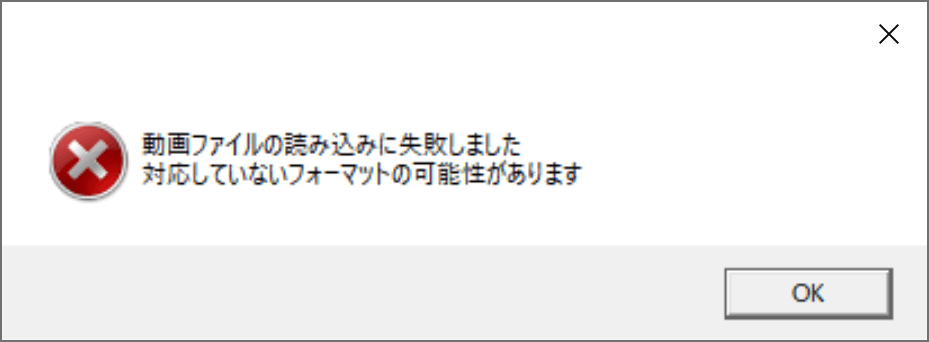 動画ファイルの読み込みに失敗しました
対応していないフォーマットの可能性があります
OK